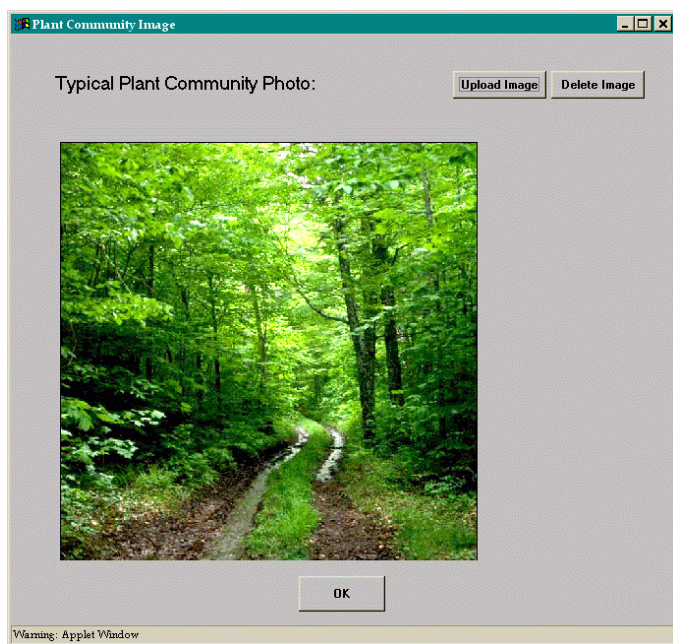 Plant Community Image
Typical Plant Community Photo:
Upload Image
Delete Image
OK
Warning: Applet Window